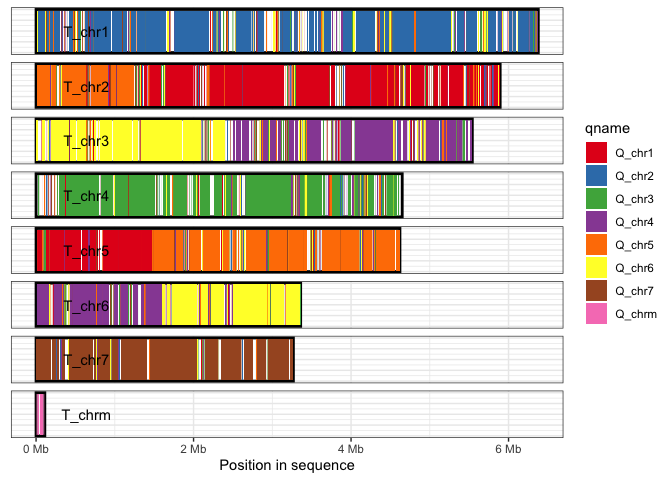 T_chr1
T_chr2
T_chr3
T_chr4
T_chr5
T_chr6
T_chr7
T_chrm
0 Mb 2 Mb 4 Mb 6 Mb
Position in sequence
qname
Q_chr1
Q_chr2
Q_chr3
Q_chr4
Q_chr5
Q_chr6
Q_chr7
Q_chrm